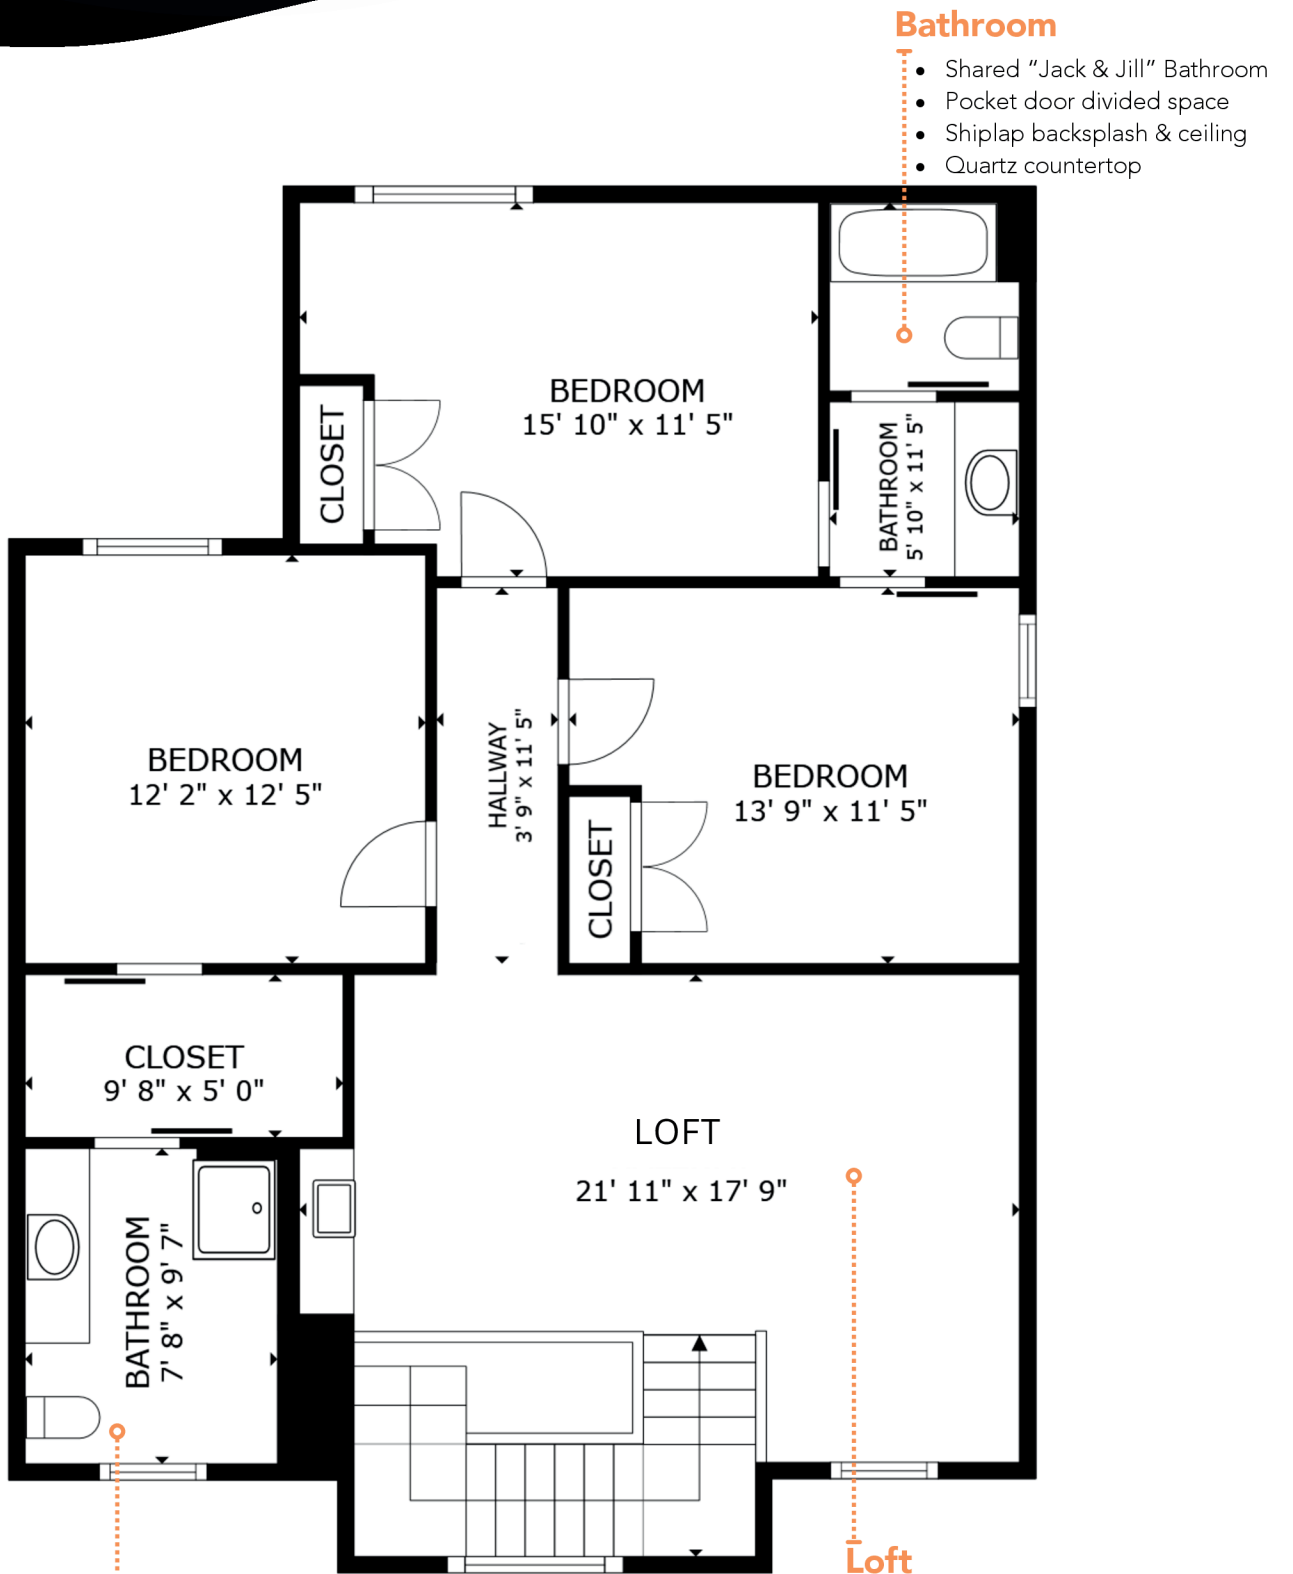 Bathroom
Shared “Jack & Jill” Bathroom
Pocket door divided space
Shiplap backsplash & ceiling
Quartz countertop
BEDROOM
15' 10" x 11' 5"
CLOSET
BATHROOM
5' 10" x 11' 5"
BEDROOM
12' 2" x 12' 5"
HALLWAY
3' 9" x 11' 5"
BEDROOM
13' 9" x 11' 5"
CLOSET
CLOSET
9' 8" x 5' 0"
LOFT
21' 11" x 17' 9"
BATHROOM
7' 8" x 9' 7"
Loft